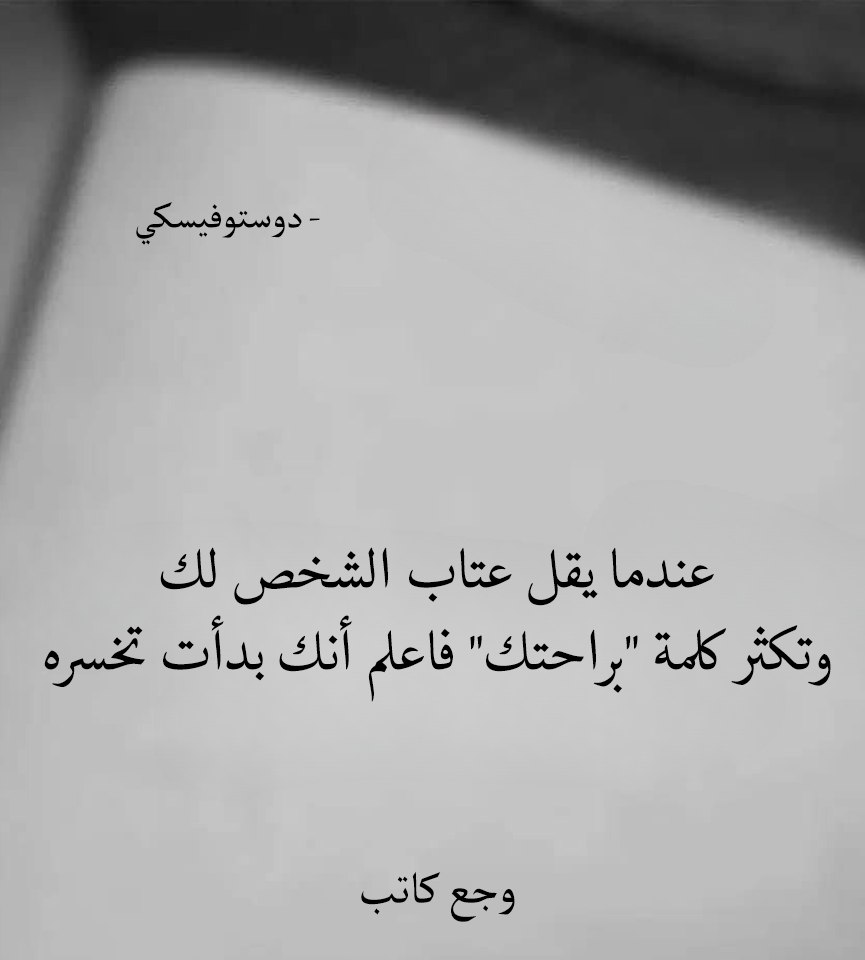 - دوستوفيسكي
عندما يقل عتاب الشخص لك
وتكثر كلمة "براحتك" فاعلم أنك بدأت تخسره
وجع كاتب